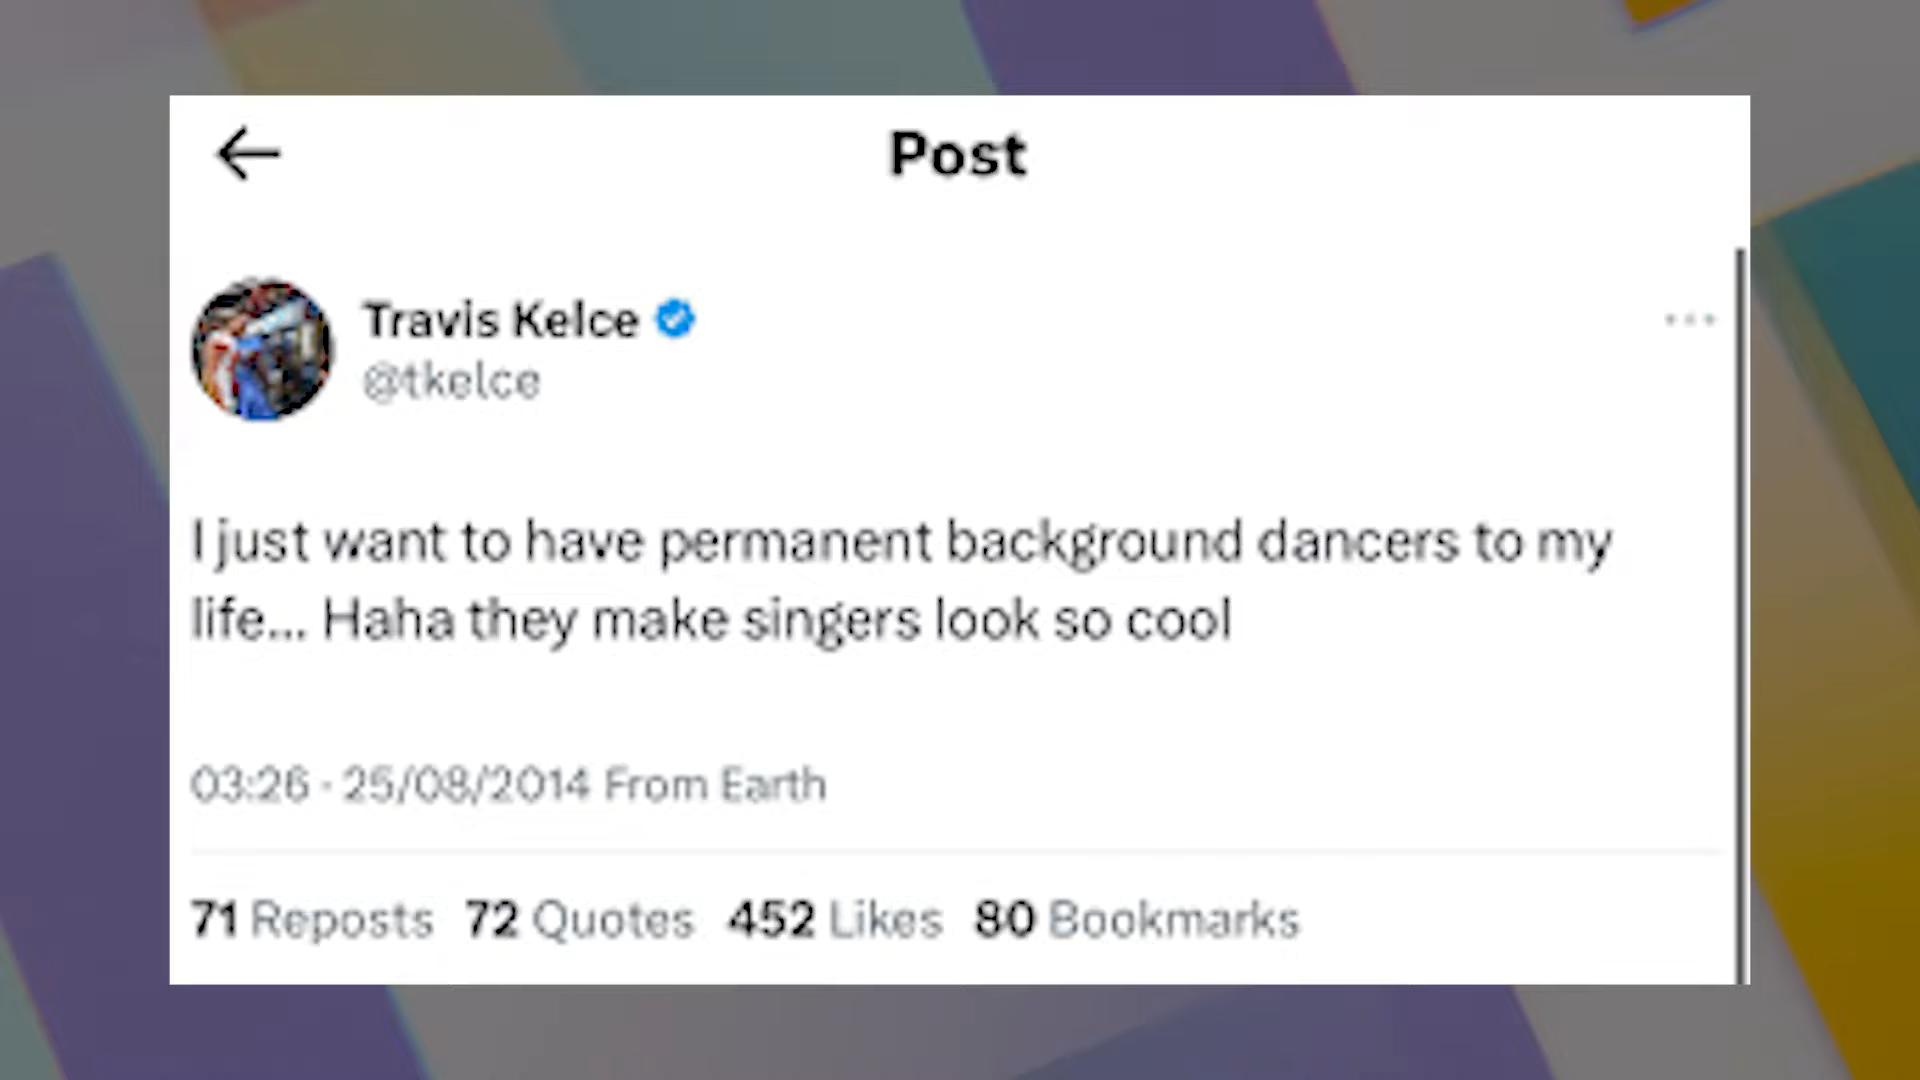 Post
Travis Kelce
@tkelce
I just want to have permanent background dancers to my
life... Haha they make singers look so cool
03:26 · 25/08/2014 From Earth
71 Reposts 72 Quotes 452 Likes 80 Bookmarks